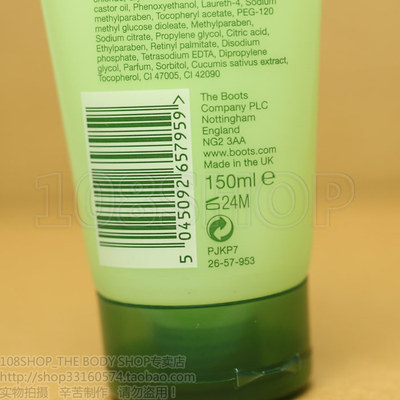 castor oil, Phenoxyethanol, Laureth-4, Sodium
methylparaben, Tocopheryl acetate, PEG-120
methyl glucose dioleate, Methylparaben,
Sodium citrate, Propylene glycol, Citric acid,
Ethylparaben, Retinyl palmitate, Disodium
phosphate, Tetrasodium EDTA, Dipropylene
glycol, Parfum, Sorbitol, Cucumis sativus extract,
Tocopherol, CI 47005, CI 42090
5 045092 657959>
The Boots
Company PLC
Nottingham
England
NG2 3AA
www.boots.com
Made in the UK
150ml e
24M
PJKP7
26-57-953
108SHOP
108SHOP_THE BODY SHOP专卖店
http://shop33160574.taobao.com
实物拍摄 辛苦制作 请勿盗用！